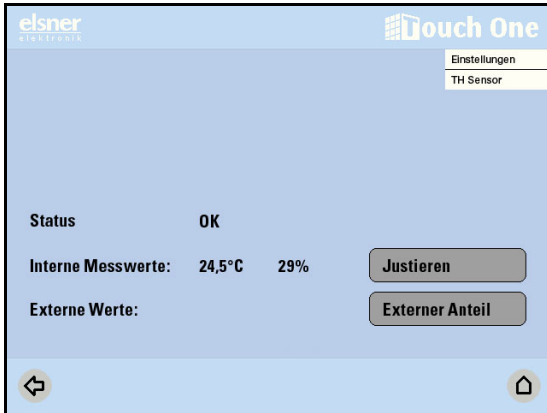 elsner
elektronik
Touch One
Einstellungen
TH Sensor
Status OK
Interne Messwerte: 24,5°C 29% Justieren
Externe Werte: Externer Anteil